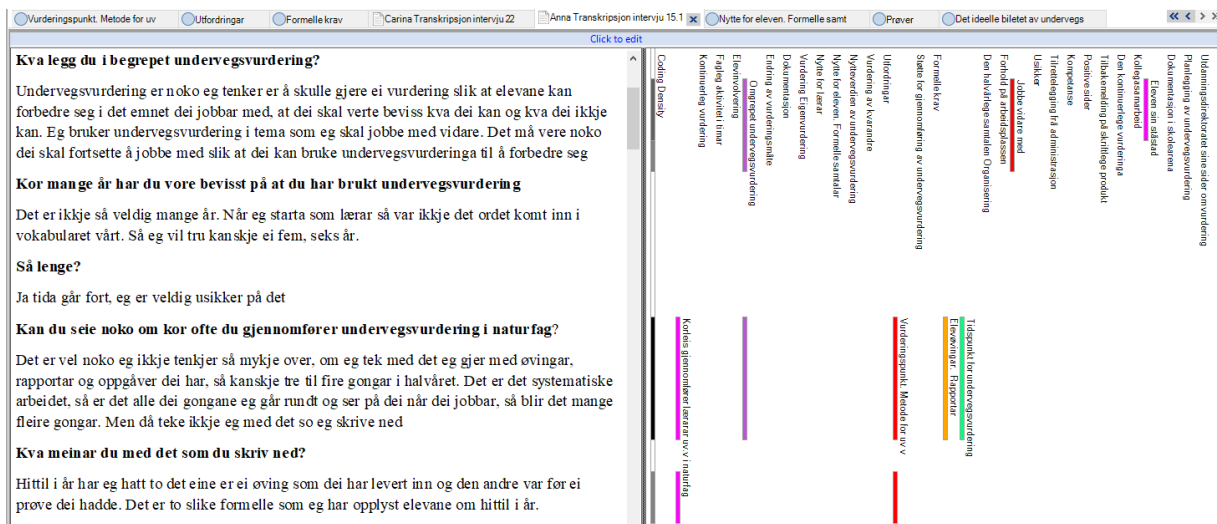 Vurderingspunkt. Metode for uv
Utfordringar
Formelle krav
Carina Transkripsjon intervju 22
Anna Transkripsjon intervju 15.1
Nytte for eleven. Formelle samt
Prøver
Det ideelle biletet av undervegs
Click to edit
Kva legg du i begrepet undervegsvurdering?
Undervegsvurdering er noko eg tenker er å skulle gjere ei vurdering slik at elevane kan
forbedre seg i det emnet dei jobbar med, at dei skal verte beviss kva dei kan og kva dei ikkje
kan. Eg bruker undervegsvurdering i tema som eg skal jobbe med vidare. Det må vere noko
dei skal fortsette å jobbe med slik at dei kan bruke undervegsvurderinga til å forbedre seg
Kor mange år har du vore bevisst på at du har brukt undervegsvurdering
Det er ikkje så veldig mange år. Når eg starta som lærar så var ikkje det ordet komt inn i
vokabularet vårt. Så eg vil tru kanskje ei fem, seks år.
Så lenge?
Ja tida går fort, eg er veldig usikker på det
Kan du seie noko om kor ofte du gjennomfører undervegsvurdering i naturfag?
Det er vel noko eg ikkje tenkjer så mykje over, om eg tek med det eg gjer med øvingar,
rapportar og oppgåver dei har, så kanskje tre til fire gongar i halvåret. Det er det systematiske
arbeidet, så er det alle dei gongane eg går rundt og ser på dei når dei jobbar, så blir det mange
fleire gongar. Men då teke ikkje eg med det so eg skrive ned
Kva meinar du med det som du skriv ned?
Hittil i år har eg hatt to det eine er ei øving som dei har levert inn og den andre var før ei
prøve dei hadde. Det er to slike formelle som eg har opplyst elevane om hittil i år.
Coding Density
Korleis gjennomfører lærarar uv.v i naturfag
Kontinuerleg vurdering
Fagleg aktivitet i timar
Elevinvolvering
Omgrepet undervegsvurdering
Endring av vurderingsmåte
Dokumentasjon
Vurdering Eigenvurdering
Nytte for lærar
Nytte for eleven. Formelle samtalar
Nytteverdien av undervegsvurdering
Vurdering av kvarandre
Utfordringar
Vurderingspunkt. Metode for uv v
Støtte for gjennomføring av undervegsvurdering
Formelle krav
Elevøvingar. Rapportar
Tidspunkt for undervegsvurdering
Den halvårlege samtalen Organisering
Forhold på arbeidsplassen
Jobbe vidare med
Usikker
Tilrettelegging frå administrasjon
Kompetanse
Positive sider
Tilbakemelding på skriftlege produkt
Den kontinuerlege vurderinga
Kollegasamarbeid
Eleven sin ståstad
Dokumentasjon i skolearena
Planlegging av undervegsvurdering
Utdanningsdirektoratet sine sider om vurdering